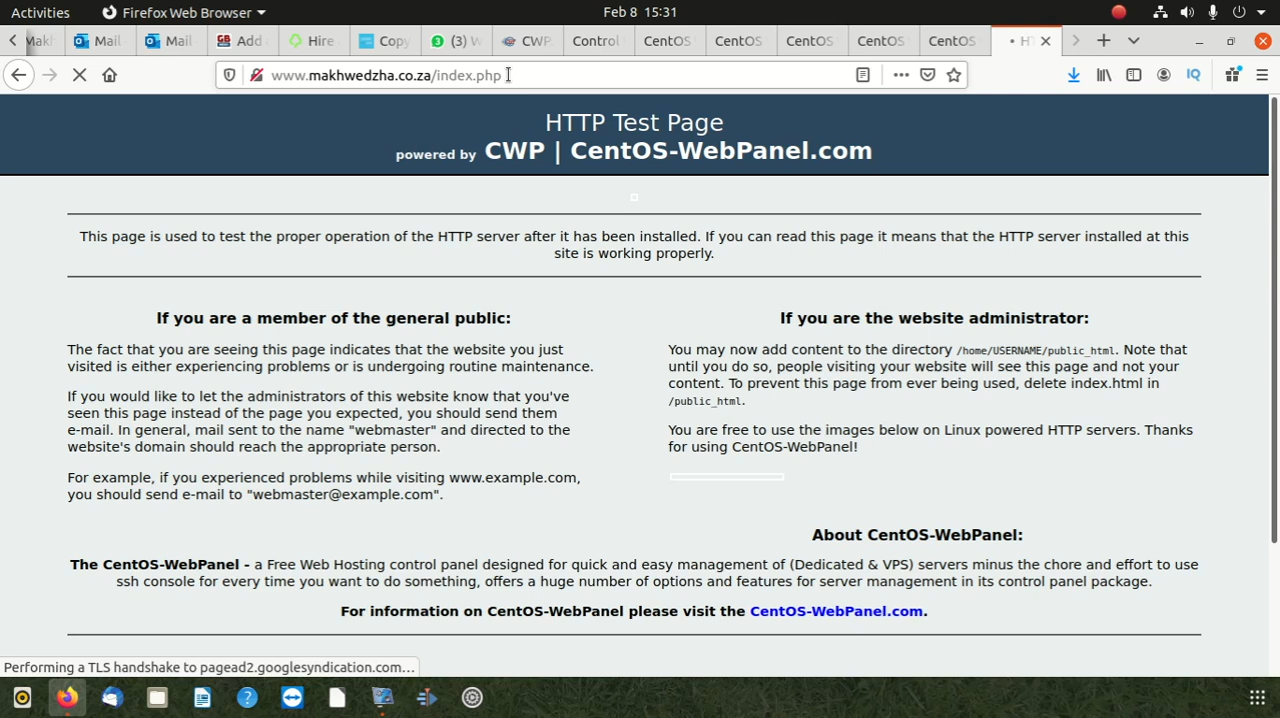 Activities Firefox Web Browser Feb 8 15:31
Makh Mail Mail Add Hire Copy (3) W CWP. Control CentOS CentOS CentOS CentOS CentOS
www.makhwedzha.co.za/index.php
HTTP Test Page
powered by CWP | CentOS-WebPanel.com
This page is used to test the proper operation of the HTTP server after it has been installed. If you can read this page it means that the HTTP server installed at this
site is working properly.
If you are a member of the general public:
The fact that you are seeing this page indicates that the website you just
visited is either experiencing problems or is undergoing routine maintenance.
If you would like to let the administrators of this website know that you've
seen this page instead of the page you expected, you should send them
e-mail. In general, mail sent to the name "webmaster" and directed to the
website's domain should reach the appropriate person.
For example, if you experienced problems while visiting www.example.com,
you should send e-mail to "webmaster@example.com".
If you are the website administrator:
You may now add content to the directory /home/USERNAME/public_html. Note that
until you do so, people visiting your website will see this page and not your
content. To prevent this page from ever being used, delete index.html in
/public_html.
You are free to use the images below on Linux powered HTTP servers. Thanks
for using CentOS-WebPanel!
About CentOS-WebPanel:
The CentOS-WebPanel - a Free Web Hosting control panel designed for quick and easy management of (Dedicated & VPS) servers minus the chore and effort to use
ssh console for every time you want to do something, offers a huge number of options and features for server management in its control panel package.
For information on CentOS-WebPanel please visit the CentOS-WebPanel.com.
Performing a TLS handshake to pagead2.googlesyndication.com...